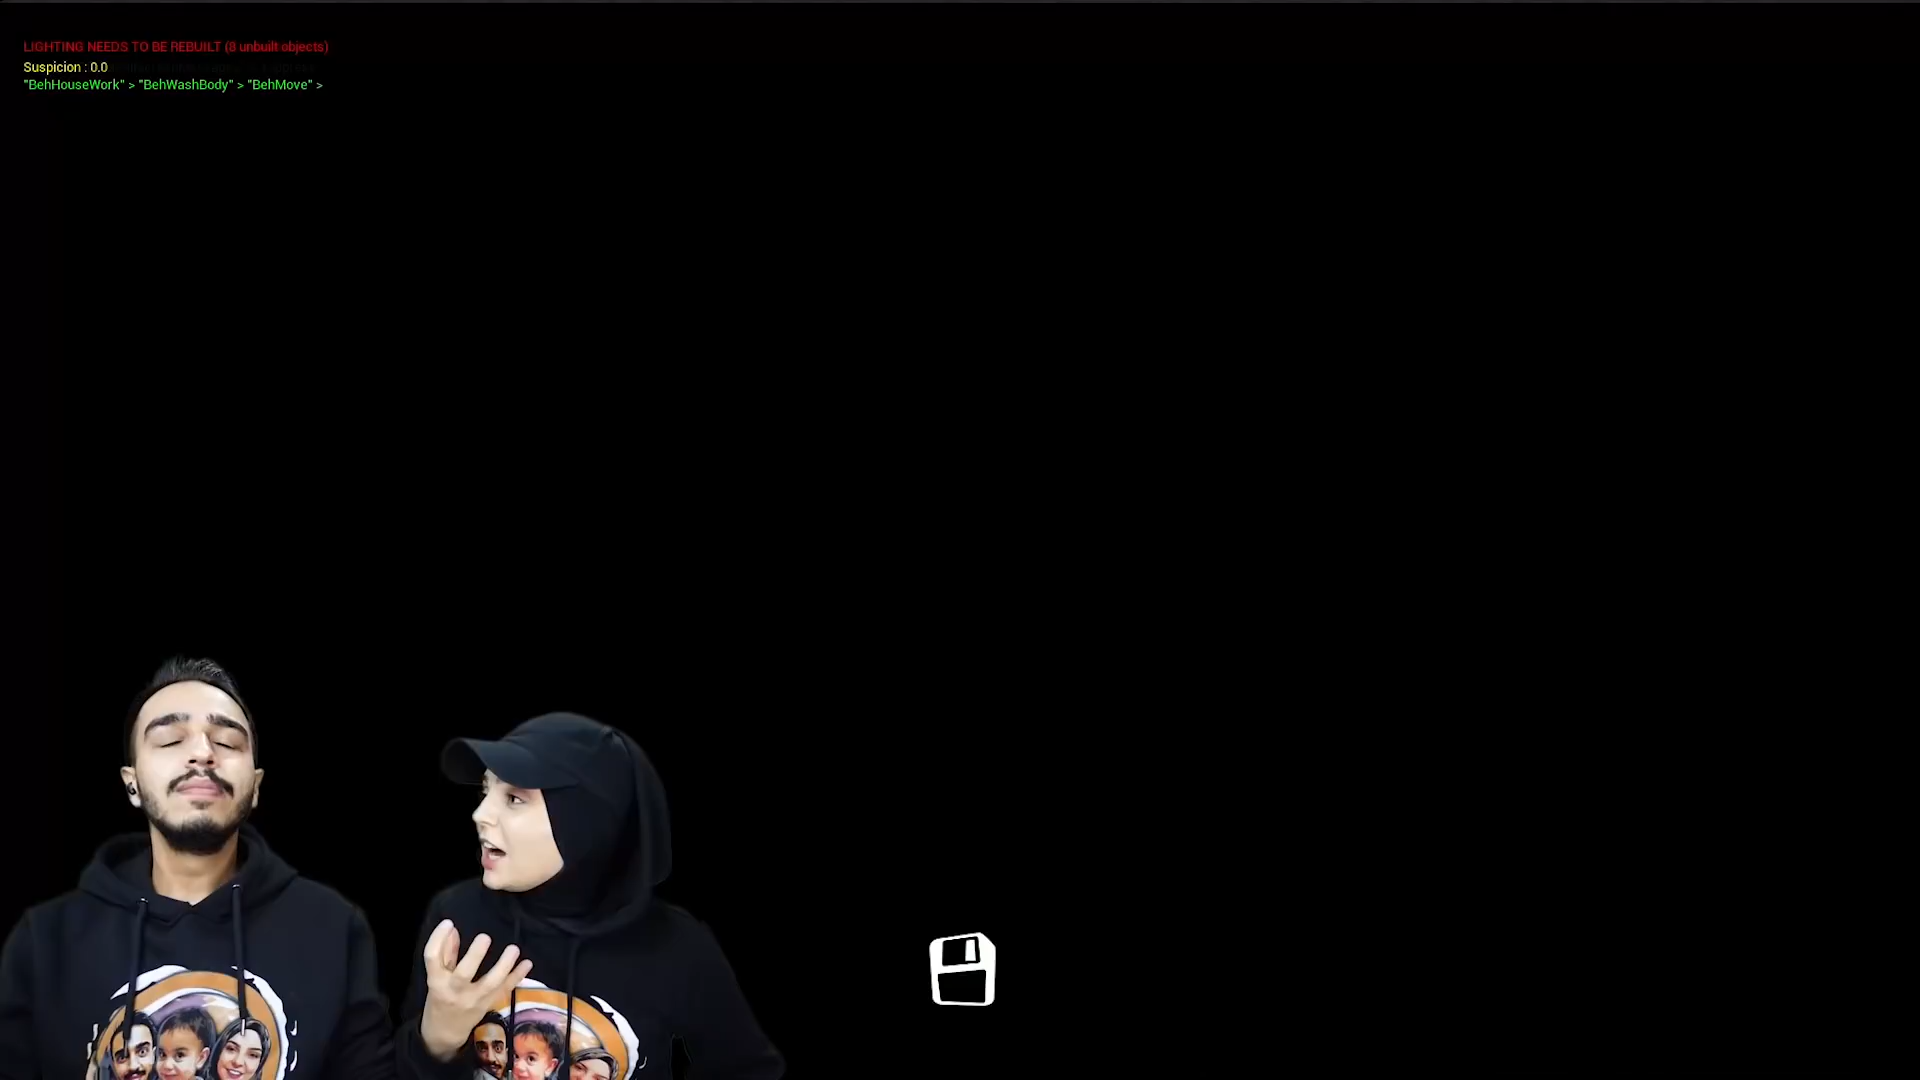 LIGHTING NEEDS TO BE REBUILT (8 unbuilt objects)
Suspicion : 0.0
"BehHouseWork" > "BehWashBody" > "BehMove" >